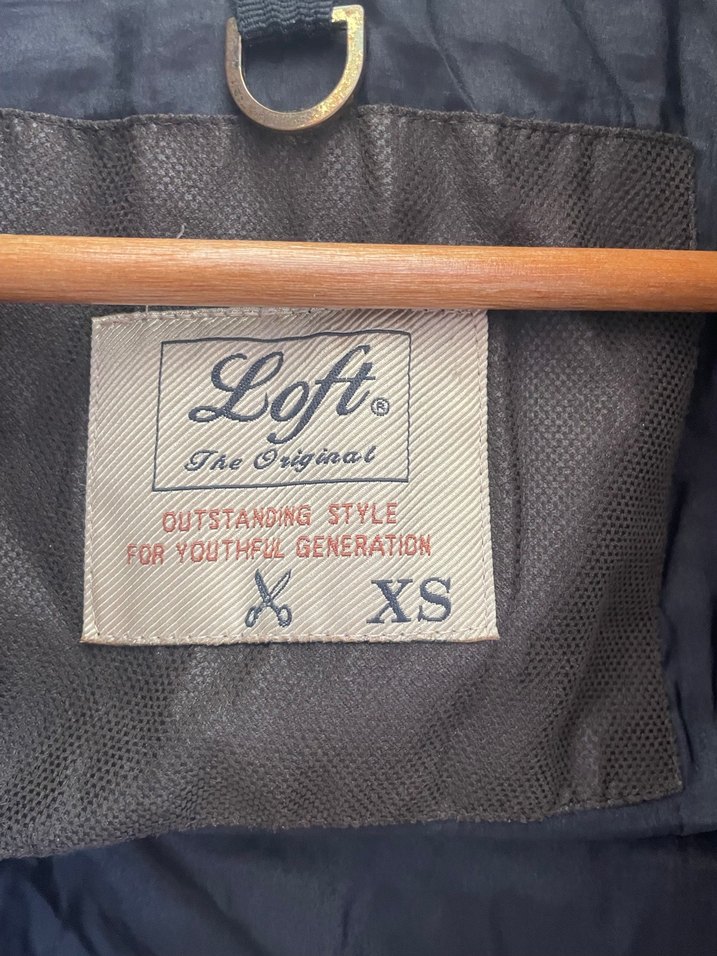 Loft®
The Original
OUTSTANDING STYLE
FOR YOUTHFUL GENERATION
XS